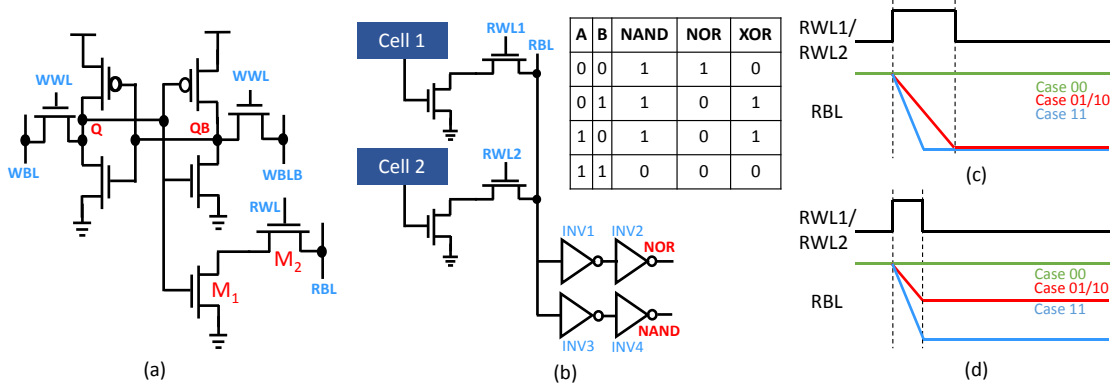 WWL
WWL
Q
QB
WBL
WBLB
RWL
M2
M1
RBL
(a)
Cell 1
RWL1
RBL
Cell 2
RWL2
INV1
INV2
NOR
INV3
INV4
NAND
(b)
A B NAND NOR XOR
0 0 1 1 0
0 1 1 0 1
1 0 1 0 1
1 1 0 0 0
RWL1/
RWL2
Case 00
Case 01/10
Case 11
RBL
(c)
RWL1/
RWL2
Case 00
Case 01/10
Case 11
RBL
(d)